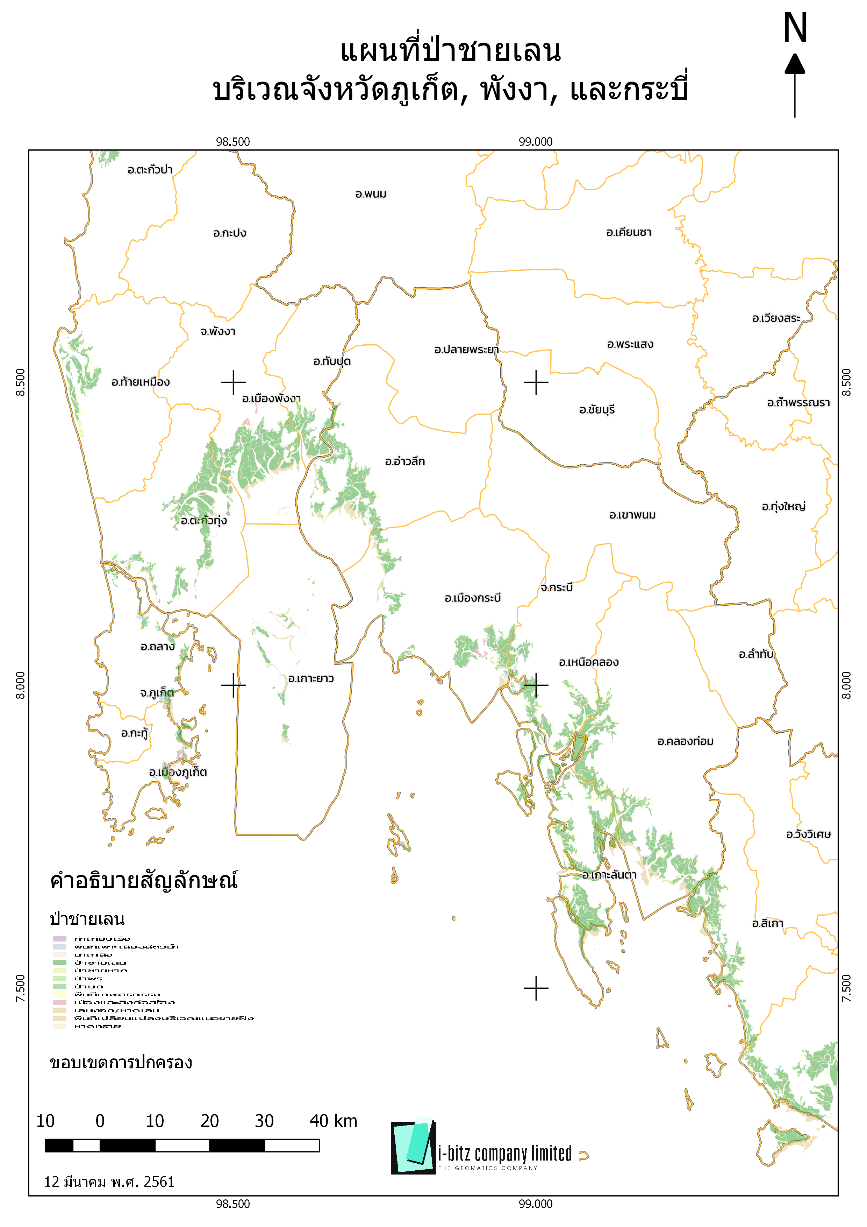 N
แผนที่ป่าชายเลน
บริเวณจังหวัดภูเก็ต, พังงา, และกระบี่
98.500
99.000
อ.ตะกั่วป่า
อ.พนม
อ.กะปง
อ.เคียนซา
อ.เวียงสระ
จ.พังงา
อ.พระแสง
อ.ปลายพระยา
อ.ทับปุด
8.500
8.500
อ.ท้ายเหมือง
อ.เมืองพังงา
อ.ชัยบุรี
อ.ถ้ำพรรณรา
อ.อ่าวลึก
อ.ทุ่งใหญ่
อ.เขาพนม
อ.ตะกั่วทุ่ง
จ.กระบี่
อ.เมืองกระบี่
อ.ถลาง
อ.ลำทับ
อ.เหนือคลอง
อ.เกาะยาว
8.000
8.000
จ.ภูเก็ต
อ.กะทู้
อ.คลองท่อม
อ.เมืองภูเก็ต
อ.วังวิเศษ
อ.เกาะลันตา
คำอธิบายสัญลักษณ์
ป่าชายเลน
อ.สิเกา
7.500
7.500
ขอบเขตการปกครอง
10 0 10 20 30 40 km
i-bitz company limited
THE GEOMATICS COMPANY
12 มีนาคม พ.ศ. 2561
98.500
99.000